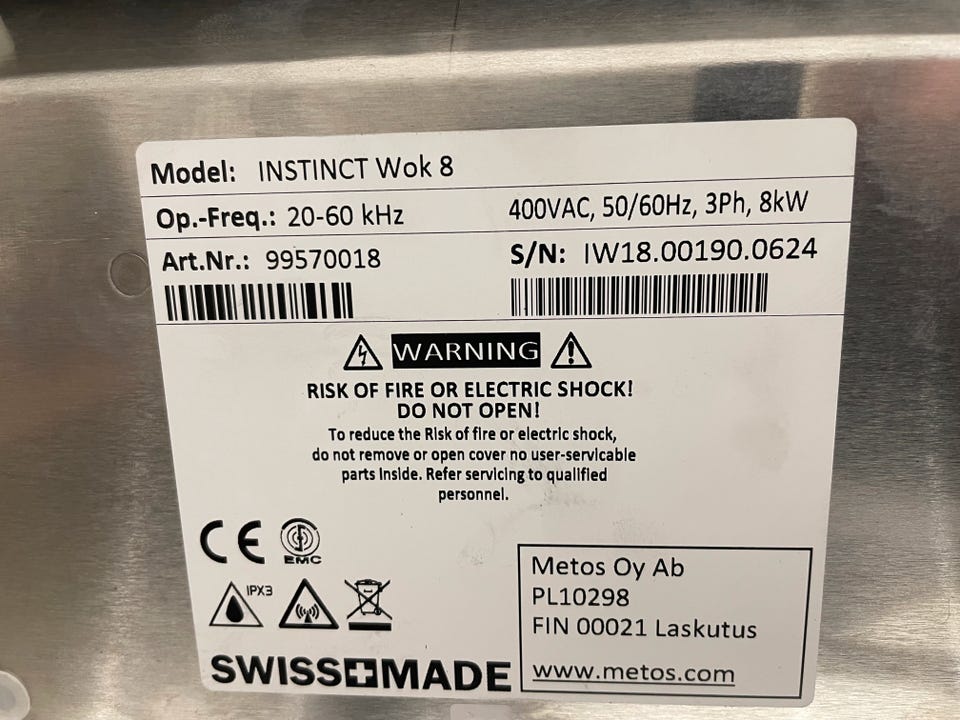 Model: INSTINCT Wok 8
Op.-Freq.: 20-60 kHz
400VAC, 50/60Hz, 3Ph, 8kW
Art.Nr.: 99570018
S/N: IW18.00190.0624
WARNING
RISK OF FIRE OR ELECTRIC SHOCK!
DO NOT OPEN!
To reduce the Risk of fire or electric shock,
do not remove or open cover no user-servicable
parts Inside. Refer servicing to qualified
personnel.
CE
EMC
IPX3
SWISS MADE
Metos Oy Ab
PL10298
FIN 00021 Laskutus
www.metos.com